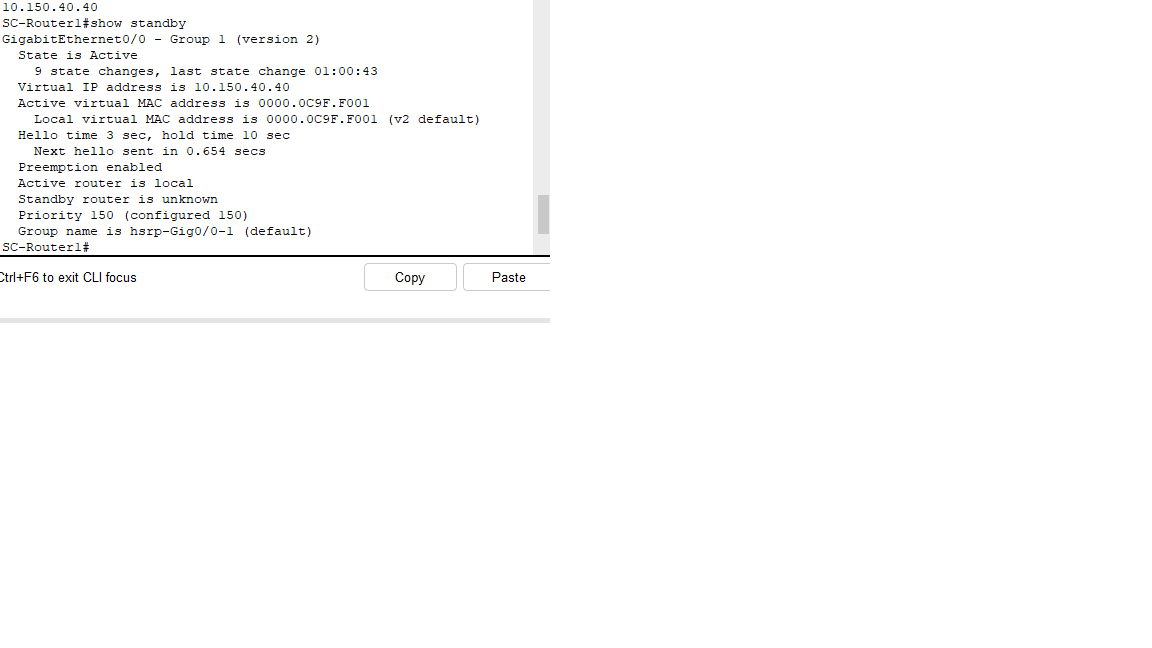 10.150.40.40
SC-Router1#show standby
GigabitEthernet0/0 - Group 1 (version 2)
State is Active
9 state changes, last state change 01:00:43
Virtual IP address is 10.150.40.40
Active virtual MAC address is 0000.0C9F.F001
Local virtual MAC address is 0000.0C9F.F001 (v2 default)
Hello time 3 sec, hold time 10 sec
Next hello sent in 0.654 secs
Preemption enabled
Active router is local
Standby router is unknown
Priority 150 (configured 150)
Group name is hsrp-Gig0/0-1 (default)
SC-Router1#
Ctrl+F6 to exit CLI focus
Copy
Paste